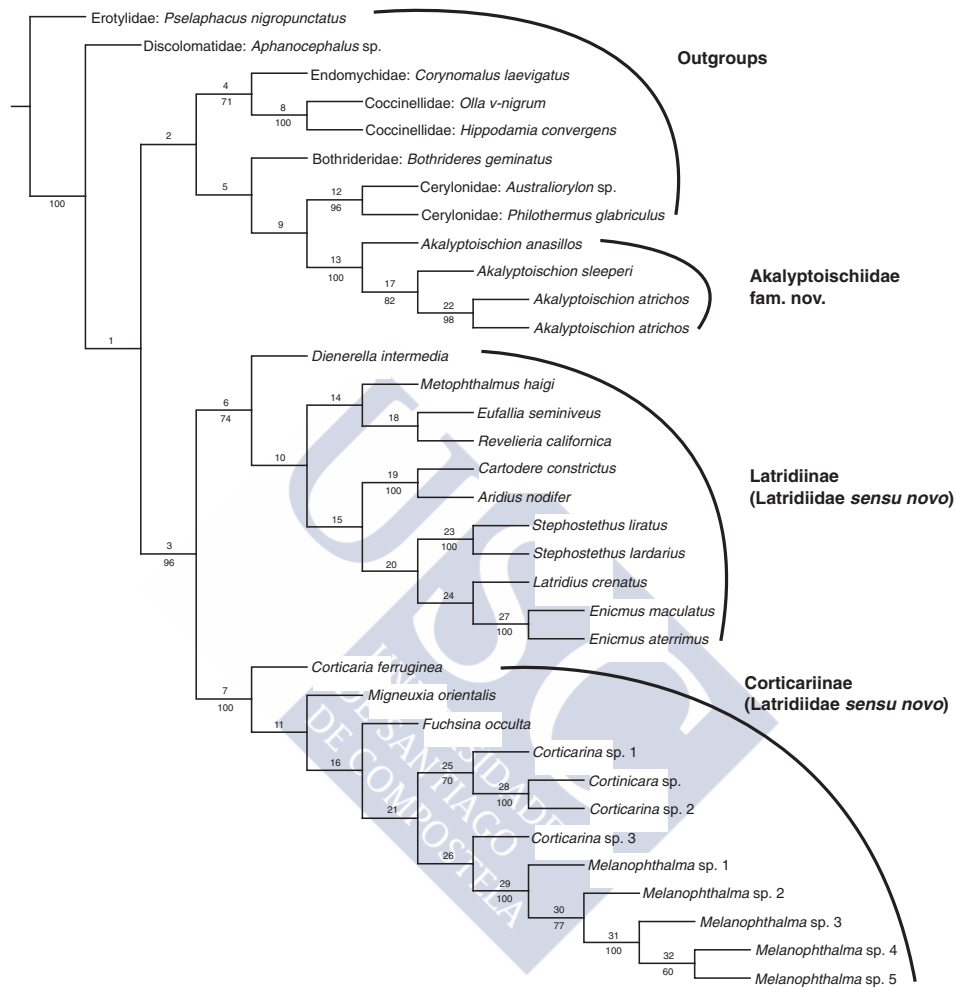 Erotylidae: Pselaphacus nigropunctatus
Discolomatidae: Aphanocephalus sp.
Outgroups
4
Endomychidae: Corynomalus laevigatus
71
8
Coccinellidae: Olla v-nigrum
100
Coccinellidae: Hippodamia convergens
2
Bothrideridae: Bothrideres geminatus
5
12
Cerylonidae: Australiorylon sp.
100
96
Cerylonidae: Philothermus glabriculus
9
Akalyptoischion anasillos
13
100
Akalyptoischion sleeperi
17
82
Akalyptoischiidae
fam. nov.
22
Akalyptoischion atrichos
98
Akalyptoischion atrichos
1
Dienerella intermedia
6
74
14
Metophthalmus haigi
18
Eufallia seminiveus
Revelieria californica
10
19
Cartodere constrictus
100
Aridius nodifer
Latridiinae
(Latridiidae sensu novo)
15
23
Stephostethus liratus
100
Stephostethus lardarius
20
3
96
24
Latridius crenatus
27
Enicmus maculatus
100
Enicmus aterrimus
Corticaria ferruginea
7
100
Corticariinae
(Latridiidae sensu novo)
Migneuxia orientalis
11
Fuchsina occulta
16
25
Corticarina sp. 1
70
28
Cortinicara sp.
100
Corticarina sp. 2
21
Corticarina sp. 3
26
Melanophthalma sp. 1
29
100
Melanophthalma sp. 2
30
77
Melanophthalma sp. 3
31
100
32
Melanophthalma sp. 4
60
Melanophthalma sp. 5
USC
UNIVERSIDADE
DE SANTIAGO
DE COMPOSTELA